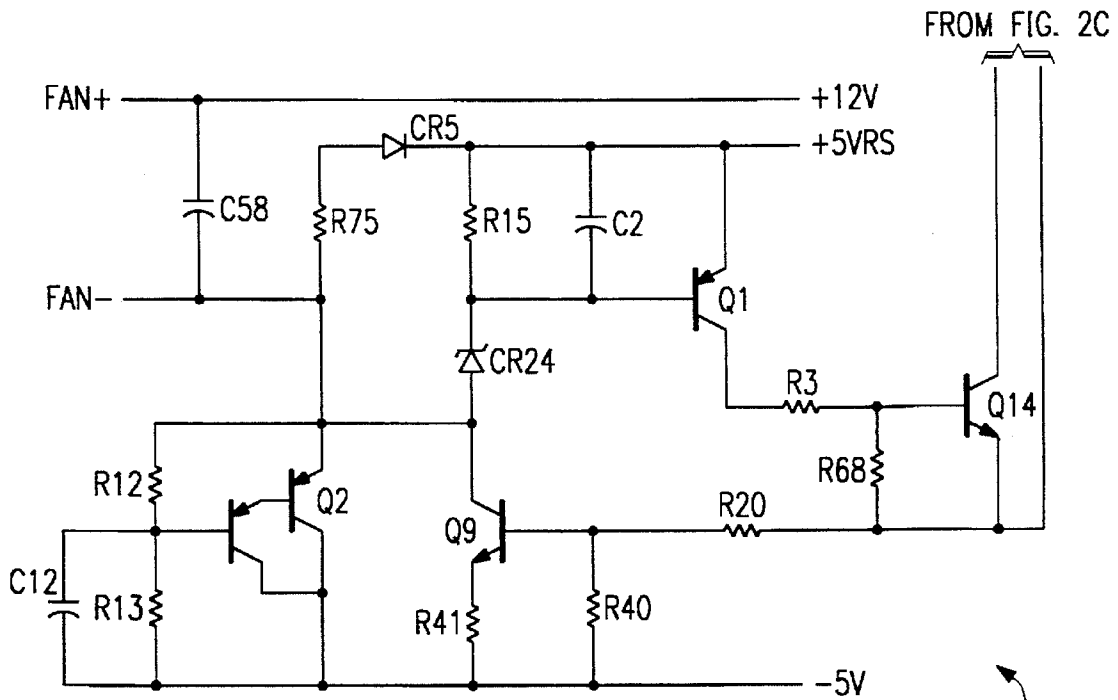 FROM FIG. 2C
FAN+
+12V
CR5
+5VRS
C58
R75
R15
C2
FAN-
Q1
CR24
R3
Q14
R12
Q2
R68
R20
Q9
C12
R13
R41
R40
-5V